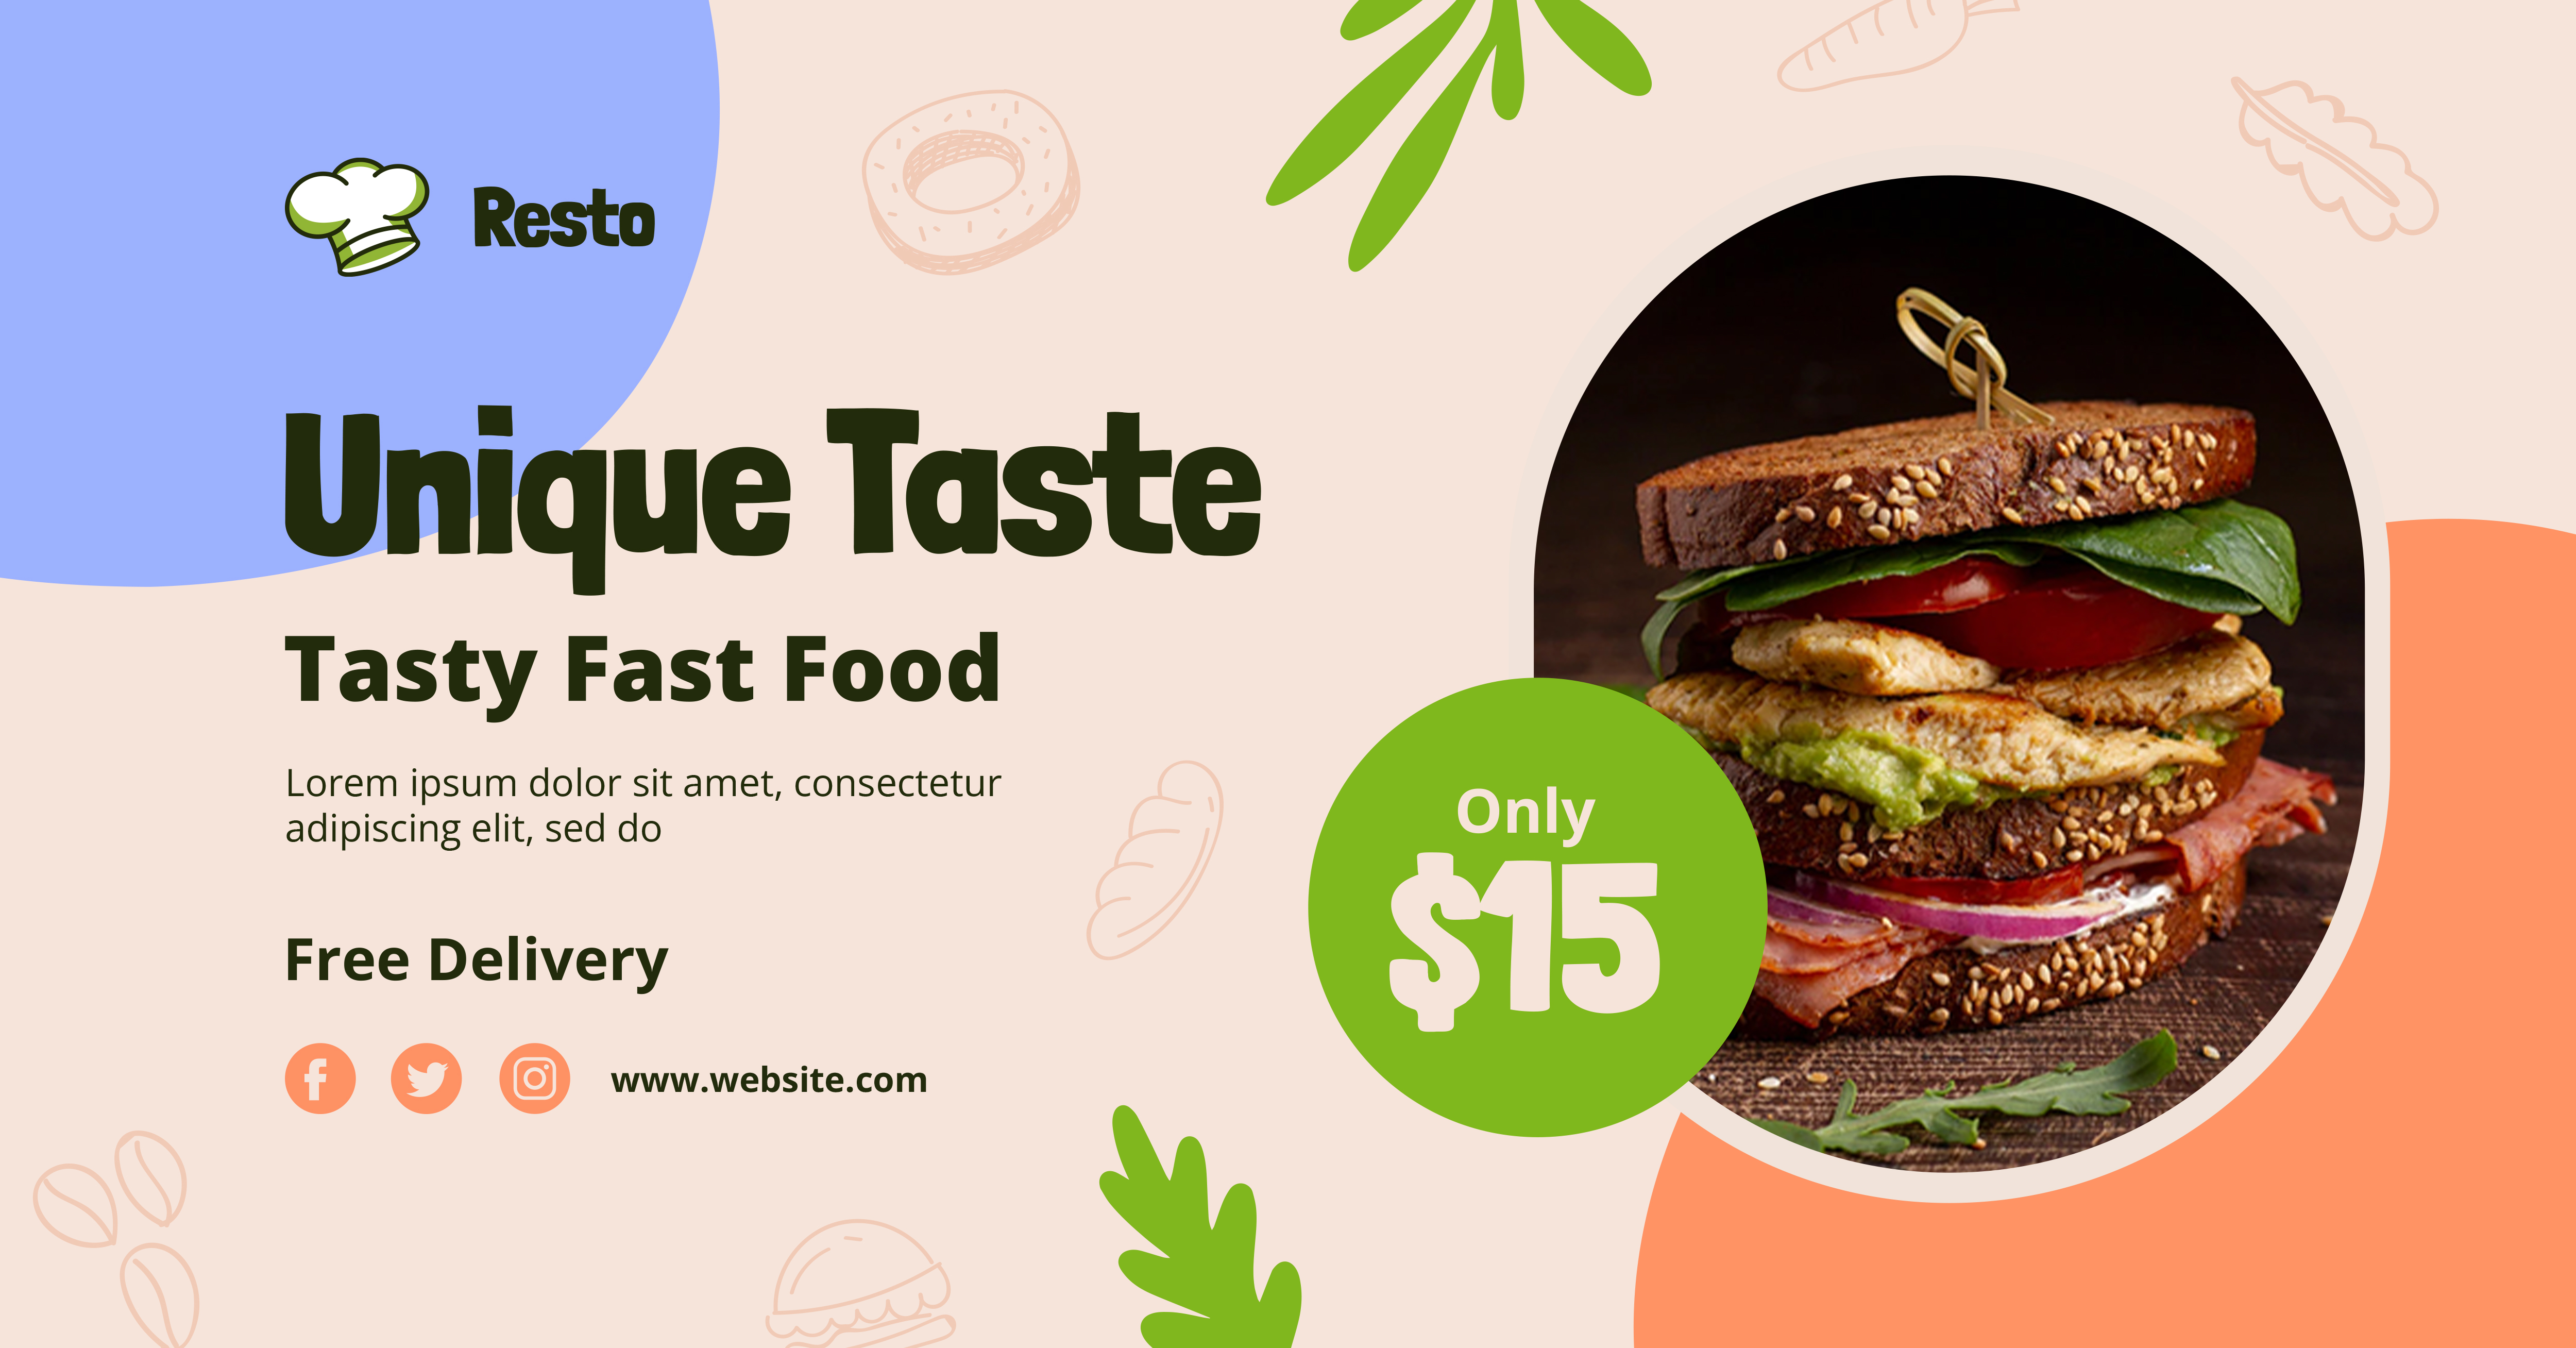 Resto
Unique Taste
Tasty Fast Food
Lorem ipsum dolor sit amet, consectetur
adipiscing elit, sed do
Free Delivery
www.website.com
Only
$15